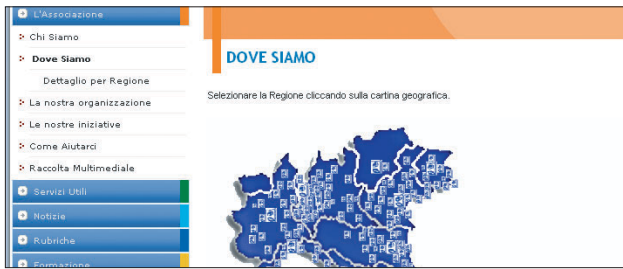 L'Associazione
Chi Siamo
Dove Siamo
Dettaglio per Regione
La nostra organizzazione
Le nostre iniziative
Come Aiutarci
Raccolta Multimediale
Servizi Utili
Notizie
Rubriche
Formazione
DOVE SIAMO
Selezionare la Regione cliccando sulla cartina geografica.